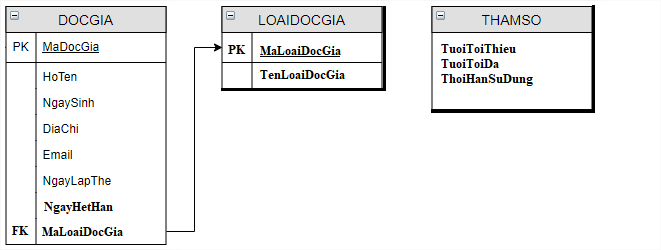 DOCGIA
PK MaDocGia
HoTen
NgaySinh
DiaChi
Email
NgayLapThe
NgayHetHan
FK MaLoaiDocGia
LOAIDOCGIA
PK MaLoaiDocGia
TenLoaiDocGia
THAMSO
TuoiToiThieu
TuoiToiDa
ThoiHanSuDung